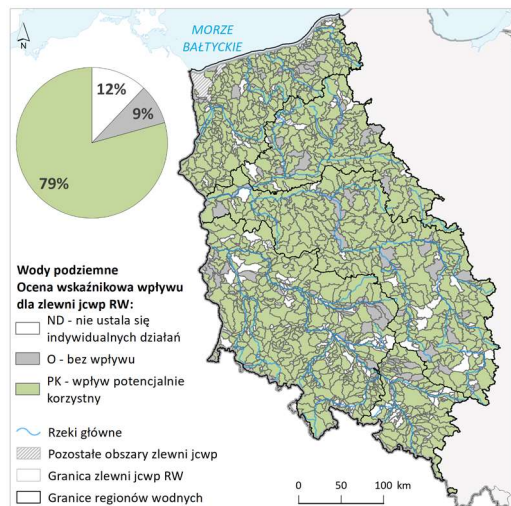 N
MORZE
BAŁTYCKIE
12%
9%
79%
Wody podziemne
Ocena wskaźnikowa wpływu
dla zlewni jcwp RW:
ND - nie ustala się
indywidualnych działań
O - bez wpływu
PK - wpływ potencjalnie
korzystny
Rzeki główne
Pozostałe obszary zlewni jcwp
Granica zlewni jcwp RW
Granice regionów wodnych
0 50 100 km